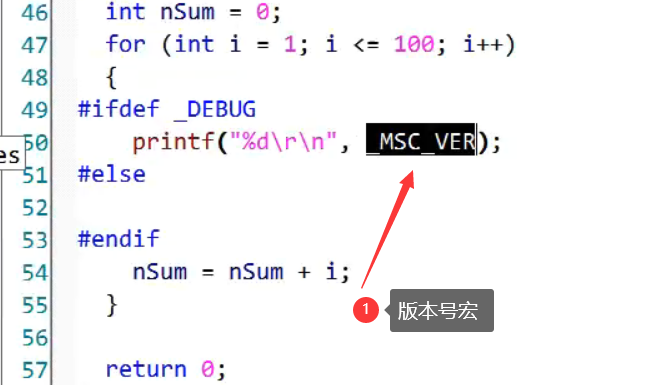 46 int nSum = 0;
47 for (int i = 1; i <= 100; i++)
48 {
49 #ifdef _DEBUG
es 50 printf("%d\r\n", _MSC_VER);
51 #else
52
53 #endif
54 nSum = nSum + i;
1 版本号宏
55 }
56
57 return 0;